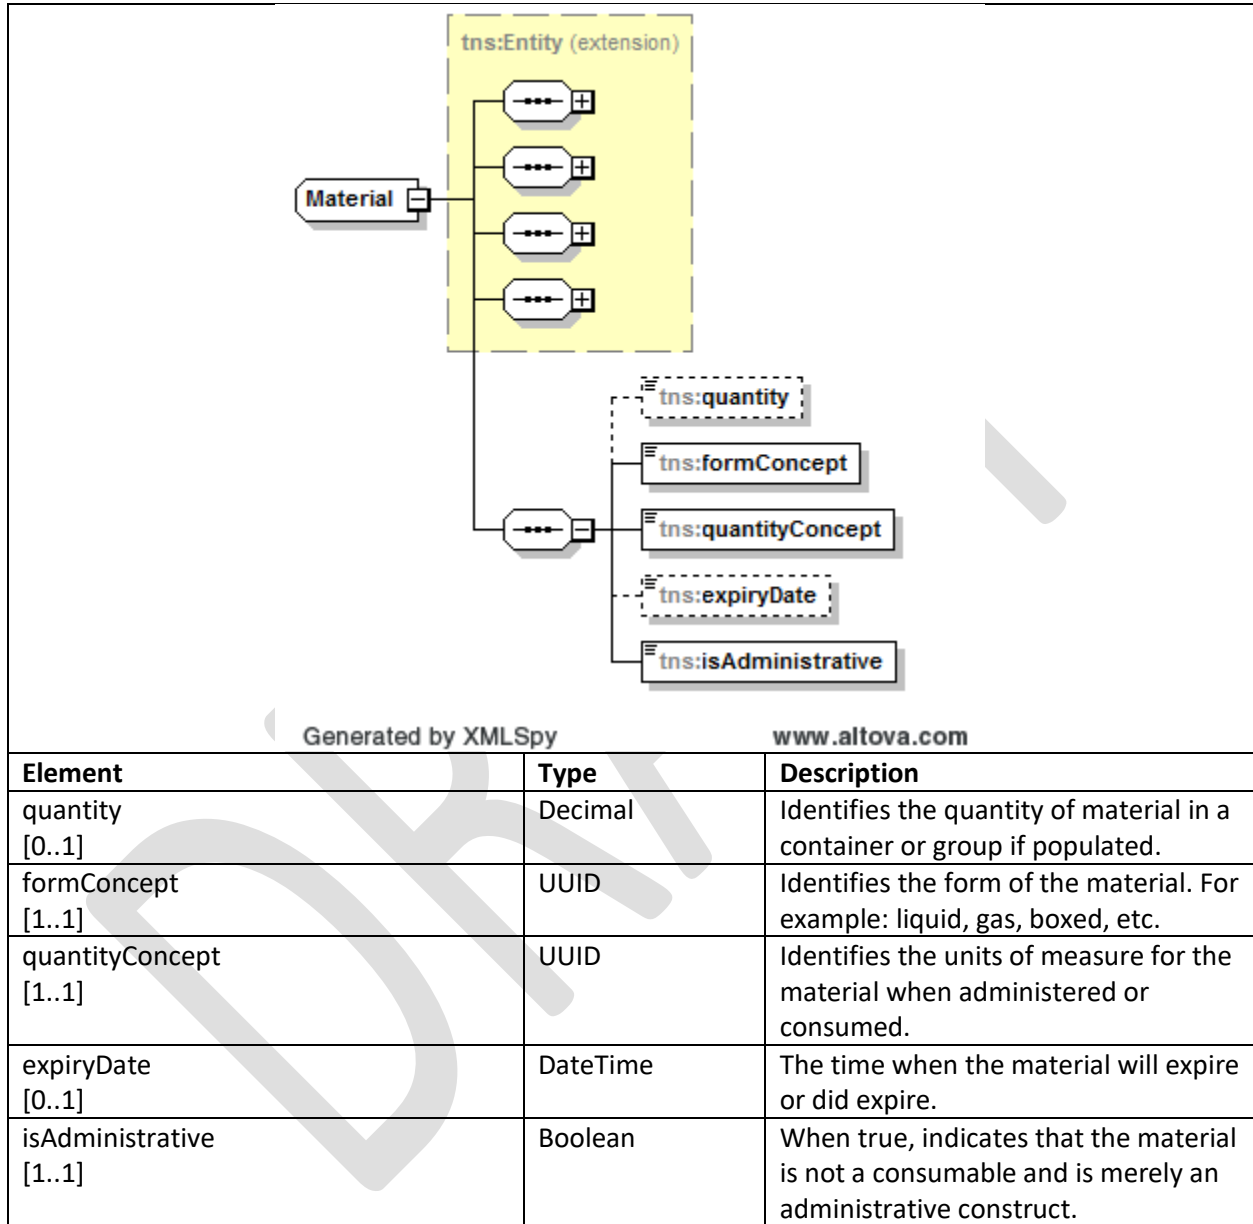 tns:Entity (extension)
Material
tns:quantity
tns:formConcept
tns:quantityConcept
tns:expiryDate
tns:isAdministrative
Generated by XMLSpy www.altova.com
Element Type Description
quantity Decimal Identifies the quantity of material in a
[0..1] container or group if populated.
formConcept UUID Identifies the form of the material. For
[1..1] example: liquid, gas, boxed, etc.
quantityConcept UUID Identifies the units of measure for the
[1..1] material when administered or
consumed.
expiryDate DateTime The time when the material will expire
[0..1] or did expire.
isAdministrative Boolean When true, indicates that the material
[1..1] is not a consumable and is merely an
administrative construct.